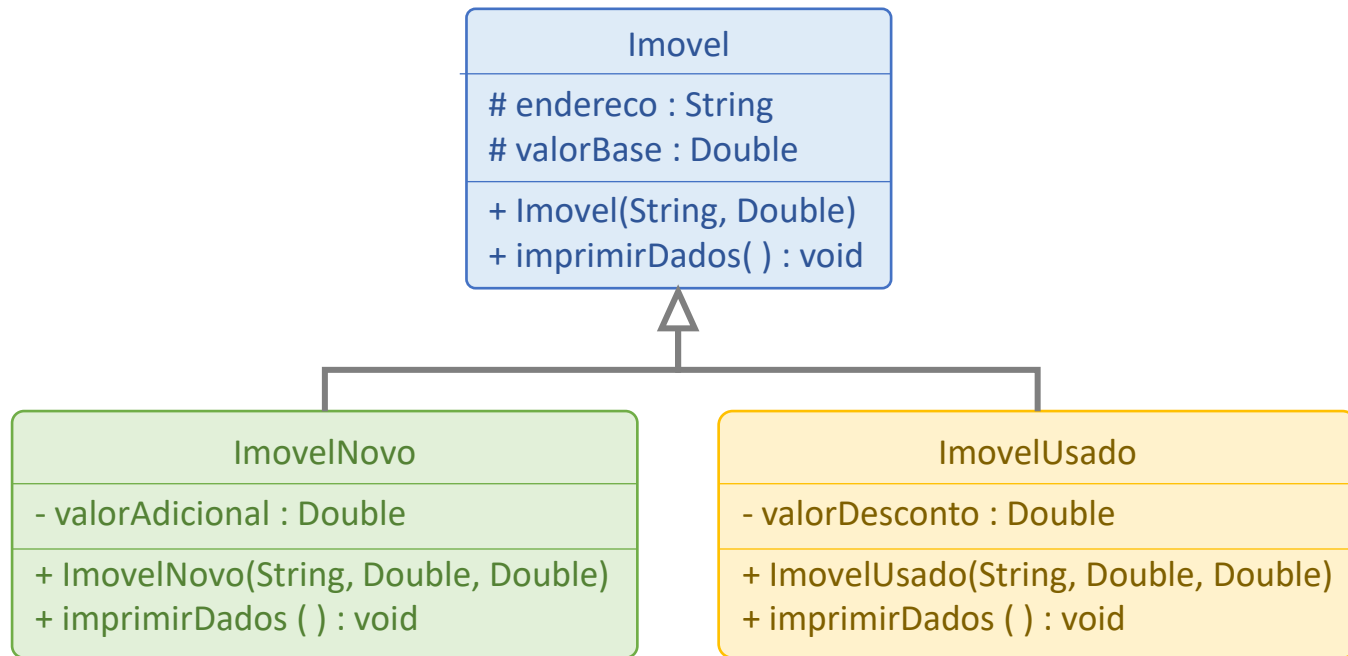 Imovel
# endereco : String
# valorBase : Double
+ Imovel(String, Double)
+ imprimirDados( ) : void
ImovelNovo
- valorAdicional : Double
+ ImovelNovo(String, Double, Double)
+ imprimirDados ( ) : void
ImovelUsado
- valorDesconto : Double
+ ImovelUsado(String, Double, Double)
+ imprimirDados ( ) : void